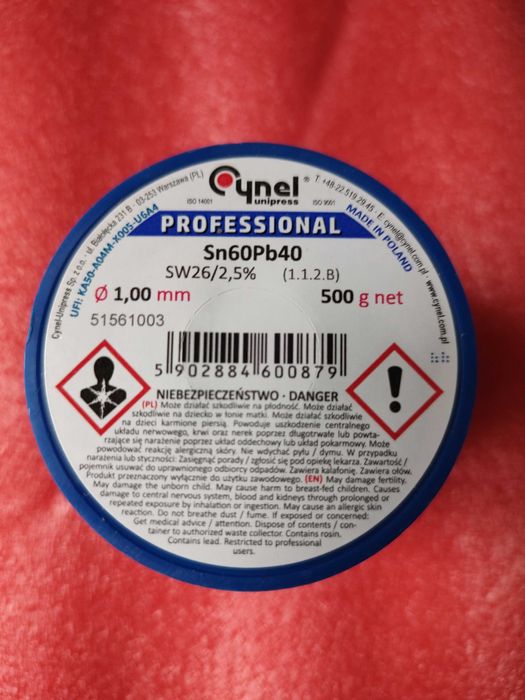 Cynel ®
unipress
ISO 14001
ISO 9001
Cynel-Unipress Sp. z o.o. - ul. Białołęcka 231 B - 03-253 Warszawa (PL)
T: +48-22 519 29 45 - E: cynel@cynel.com.pl - www.cynel.com.pl
UFI: KA50-A04M-X005-U6A4
MADE IN POLAND
PROFESSIONAL
Sn60Pb40
SW26/2,5% (1.1.2.B)
Ø 1,00 mm 500 g net
51561003
5 902884 600879
NIEBEZPIECZEŃSTWO · DANGER
(PL) Może działać szkodliwie na płodność. Może działać
szkodliwie na dziecko w łonie matki. Może działać szkodliwie
na dzieci karmione piersią. Powoduje uszkodzenie centralnego
układu nerwowego, krwi oraz nerek poprzez długotrwałe lub powta-
rzające się narażenie poprzez układ oddechowy lub układ pokarmowy. Może
powodować reakcję alergiczną skóry. Nie wdychać pyłu / dymu. W przypadku
narażenia lub styczności: Zasięgnąć porady / zgłosić się pod opiekę lekarza. Zawartość /
pojemnik usuwać do uprawnionego odbiorcy odpadów. Zawiera kalafonię. Zawiera ołów.
Produkt przeznaczony wyłącznie do użytku zawodowego. (EN) May damage fertility.
May damage the unborn child. May cause harm to breast-fed children. Causes
damage to central nervous system, blood and kidneys through prolonged or
repeated exposure by inhalation or ingestion. May cause an allergic skin
reaction. Do not breathe dust / fume. If exposed or concerned:
Get medical advice / attention. Dispose of contents / con-
tainer to authorized waste collector. Contains rosin.
Contains lead. Restricted to professional
users.